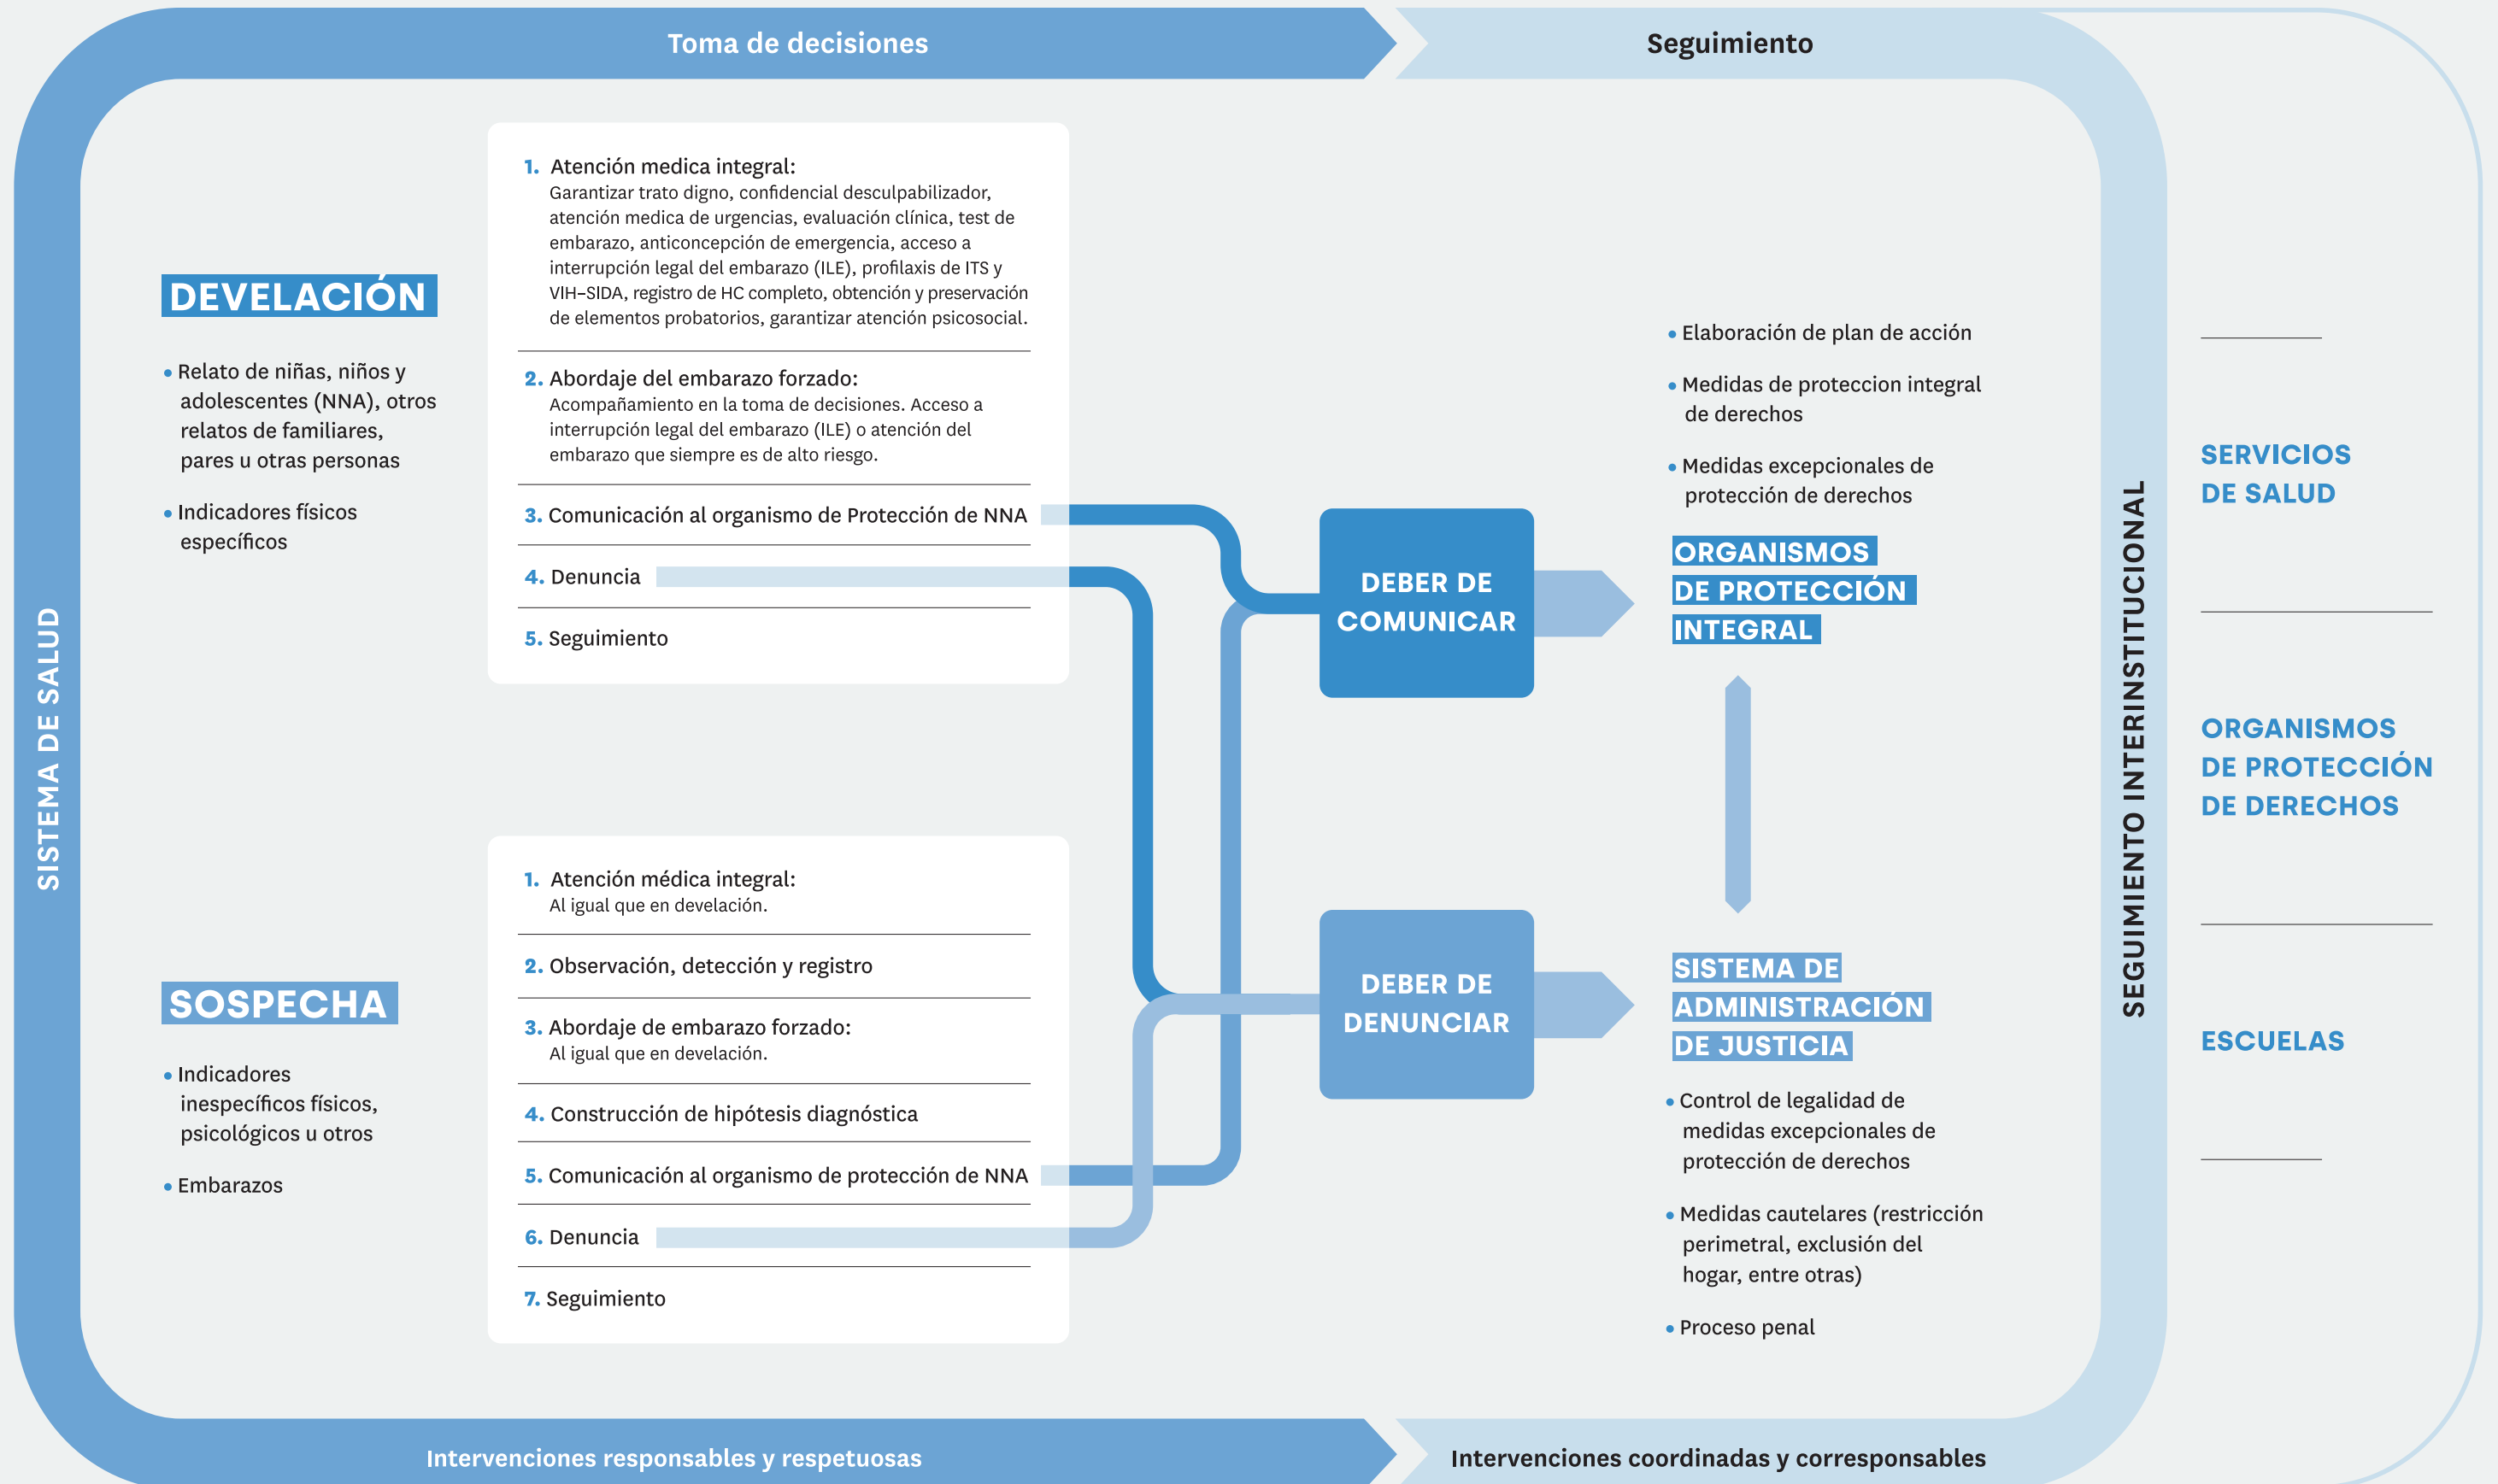 Toma de decisiones
Seguimiento
SISTEMA DE SALUD
DEVELACIÓN
• Relato de niñas, niños y
adolescentes (NNA), otros
relatos de familiares,
pares u otras personas
• Indicadores físicos
específicos
1. Atención medica integral:
Garantizar trato digno, confidencial desculpabilizador,
atención medica de urgencias, evaluación clínica, test de
embarazo, anticoncepción de emergencia, acceso a
interrupción legal del embarazo (ILE), profilaxis de ITS y
VIH–SIDA, registro de HC completo, obtención y preservación
de elementos probatorios, garantizar atención psicosocial.
2. Abordaje del embarazo forzado:
Acompañamiento en la toma de decisiones. Acceso a
interrupción legal del embarazo (ILE) o atención del
embarazo que siempre es de alto riesgo.
3. Comunicación al organismo de Protección de NNA
4. Denuncia
5. Seguimiento
SOSPECHA
• Indicadores
inespecíficos físicos,
psicológicos u otros
• Embarazos
1. Atención médica integral:
Al igual que en develación.
2. Observación, detección y registro
3. Abordaje de embarazo forzado:
Al igual que en develación.
4. Construcción de hipótesis diagnóstica
5. Comunicación al organismo de protección de NNA
6. Denuncia
7. Seguimiento
DEBER DE
COMUNICAR
DEBER DE
DENUNCIAR
• Elaboración de plan de acción
• Medidas de proteccion integral
de derechos
• Medidas excepcionales de
protección de derechos
ORGANISMOS
DE PROTECCIÓN
INTEGRAL
SISTEMA DE
ADMINISTRACIÓN
DE JUSTICIA
• Control de legalidad de
medidas excepcionales de
protección de derechos
• Medidas cautelares (restricción
perimetral, exclusión del
hogar, entre otras)
• Proceso penal
SEGUIMIENTO INTERINSTITUCIONAL
SERVICIOS
DE SALUD
ORGANISMOS
DE PROTECCIÓN
DE DERECHOS
ESCUELAS
Intervenciones responsables y respetuosas
Intervenciones coordinadas y corresponsables